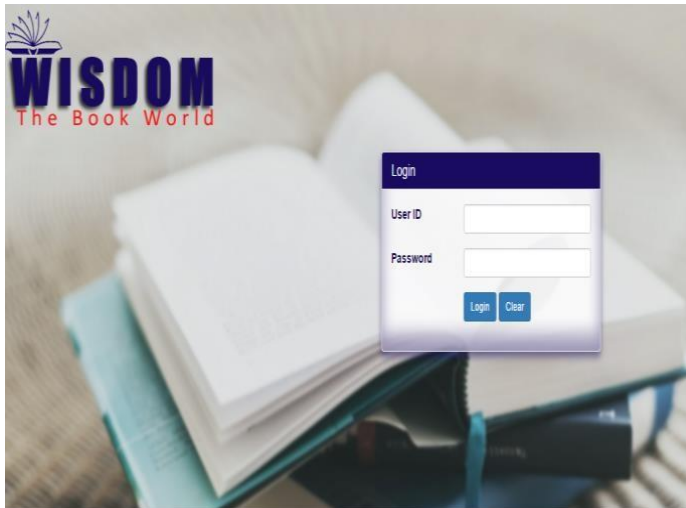 WISDOM
The Book World
Login
User ID
Password
Login Clear